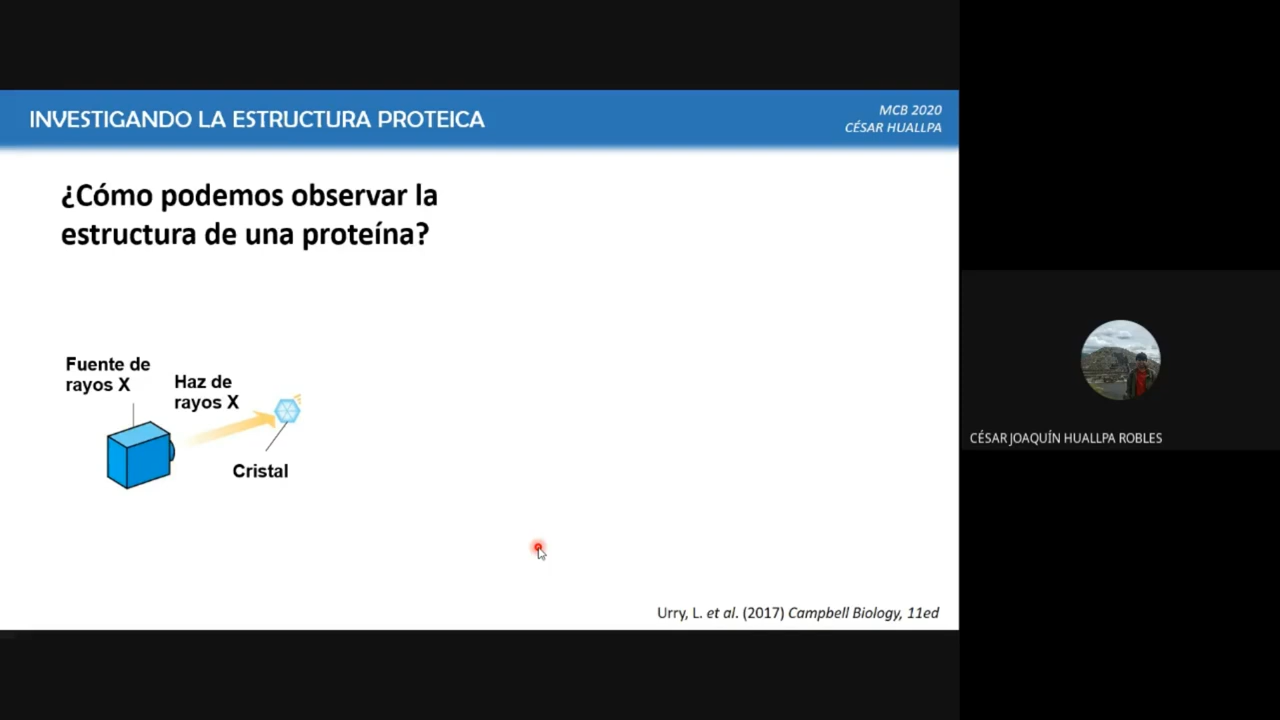 INVESTIGANDO LA ESTRUCTURA PROTEICA
MCB 2020
CÉSAR HUALLPA
¿Cómo podemos observar la
estructura de una proteína?
Fuente de
rayos X
Haz de
rayos X
Cristal
Urry, L. et al. (2017) Campbell Biology, 11ed
CÉSAR JOAQUÍN HUALLPA ROBLES